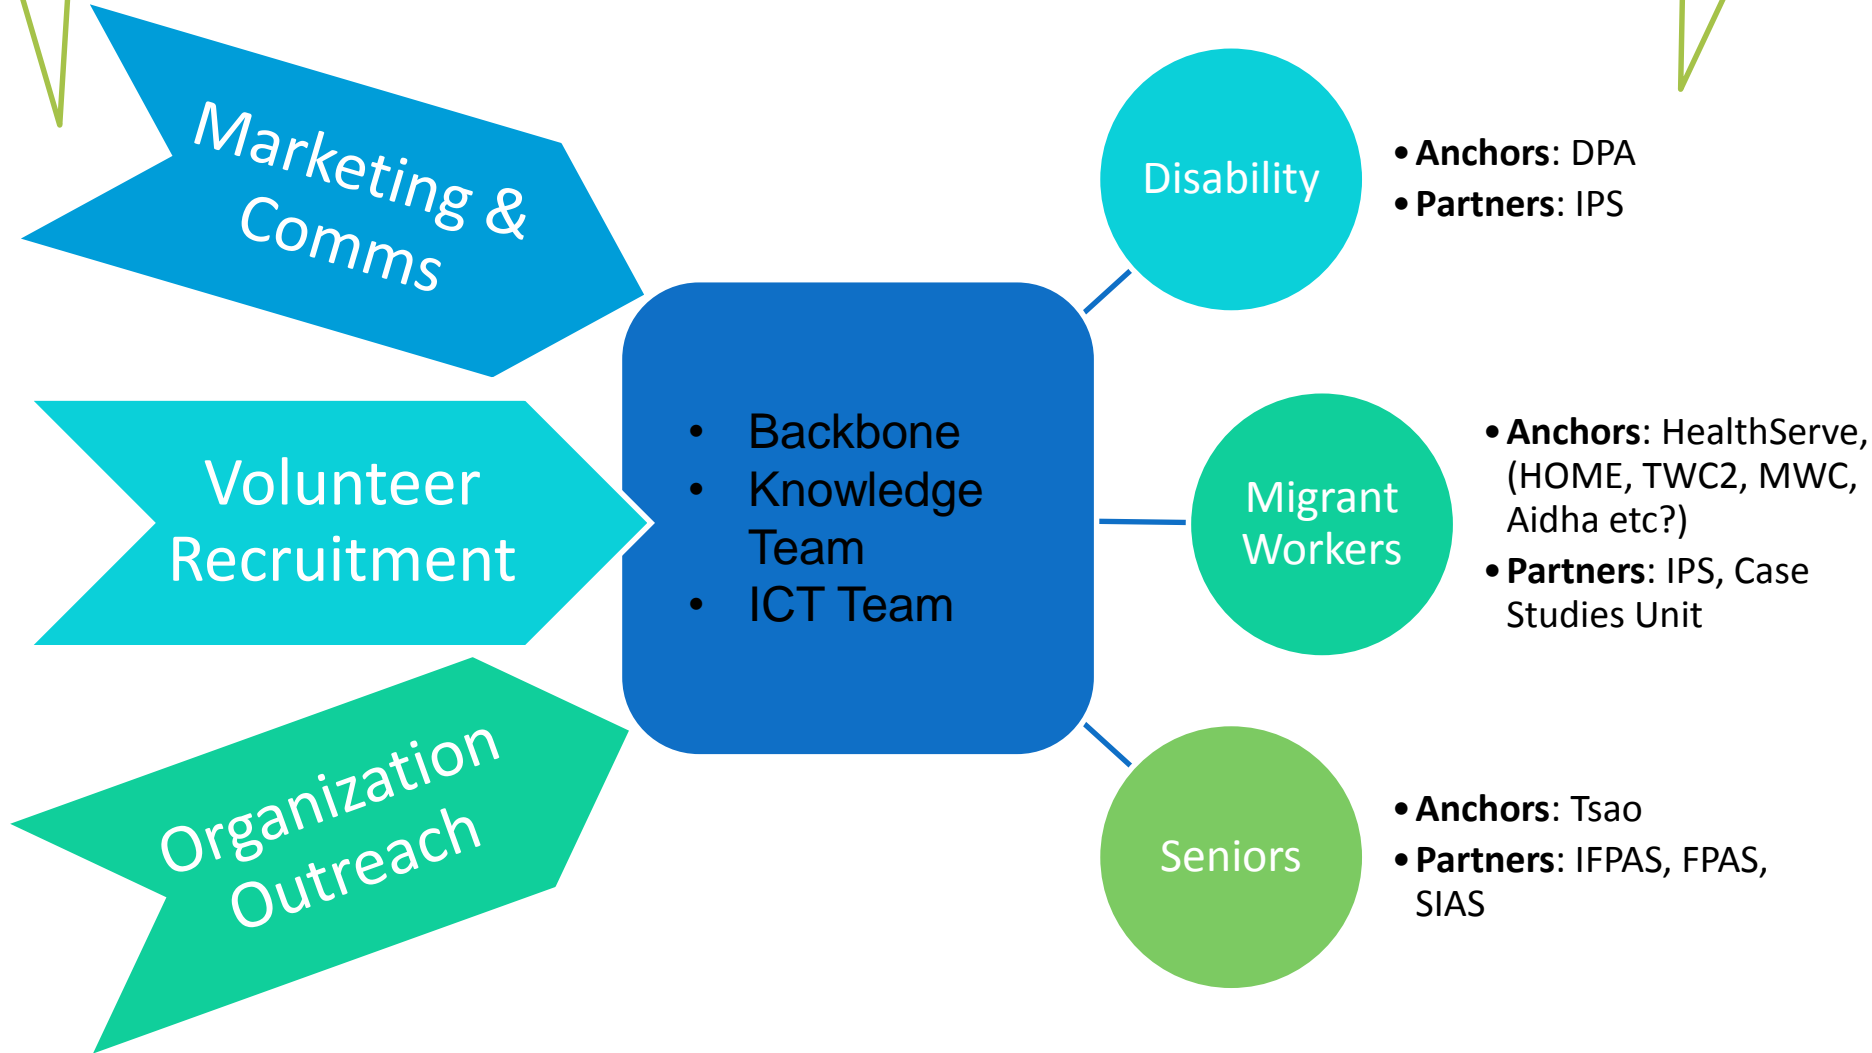 Marketing &
Comms
Volunteer
Recruitment
Organization
Outreach
• Backbone
• Knowledge
Team
• ICT Team
Disability
• Anchors: DPA
• Partners: IPS
Migrant
Workers
• Anchors: HealthServe,
(HOME, TWC2, MWC,
Aidha etc?)
• Partners: IPS, Case
Studies Unit
Seniors
• Anchors: Tsao
• Partners: IFPAS, FPAS,
SIAS